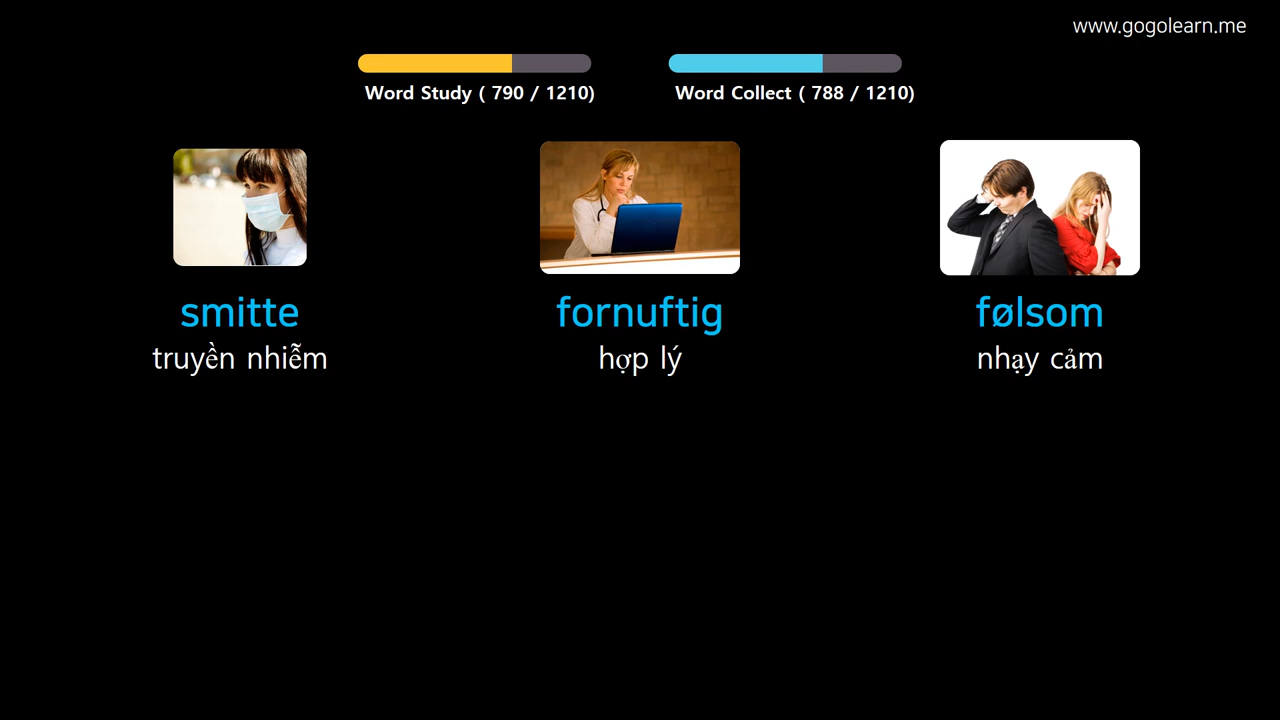 www.gogolearn.me
Word Study ( 790 / 1210)
Word Collect ( 788 / 1210)
smitte
truyền nhiễm
fornuftig
hợp lý
følsom
nhạy cảm